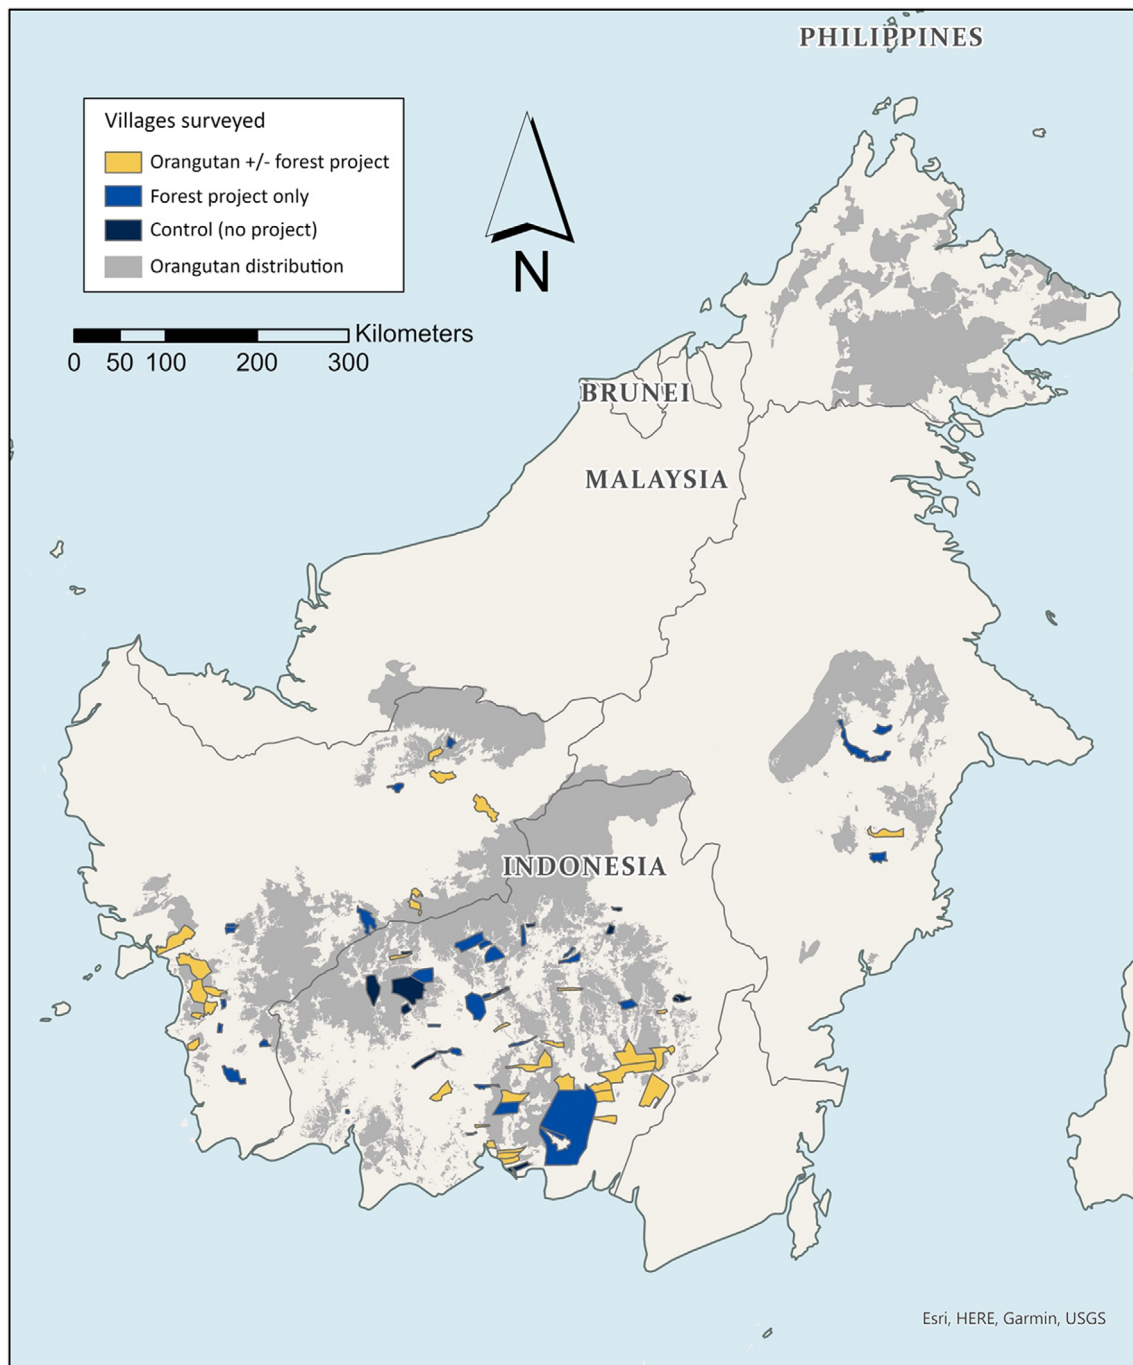 PHILIPPINES
Villages surveyed
Orangutan +/- forest project
Forest project only
Control (no project)
Orangutan distribution
N
Kilometers
0 50 100 200 300
BRUNEI
MALAYSIA
INDONESIA
Esri, HERE, Garmin, USGS